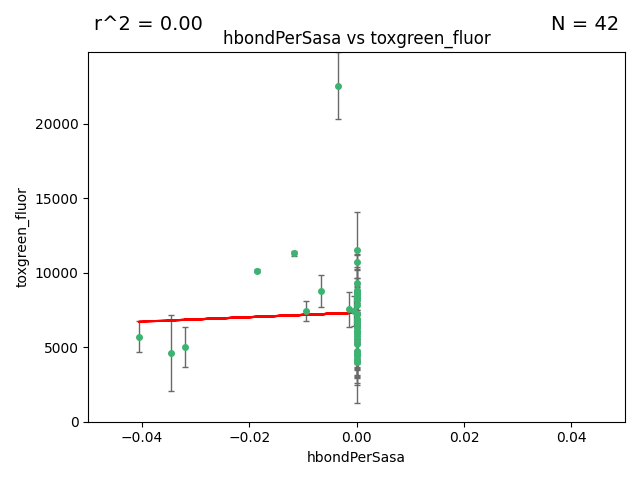 r^2 = 0.00
N = 42
hbondPerSasa vs toxgreen_fluor
toxgreen_fluor
20000
15000
10000
5000
0
−0.04
−0.02
0.00
0.02
0.04
hbondPerSasa